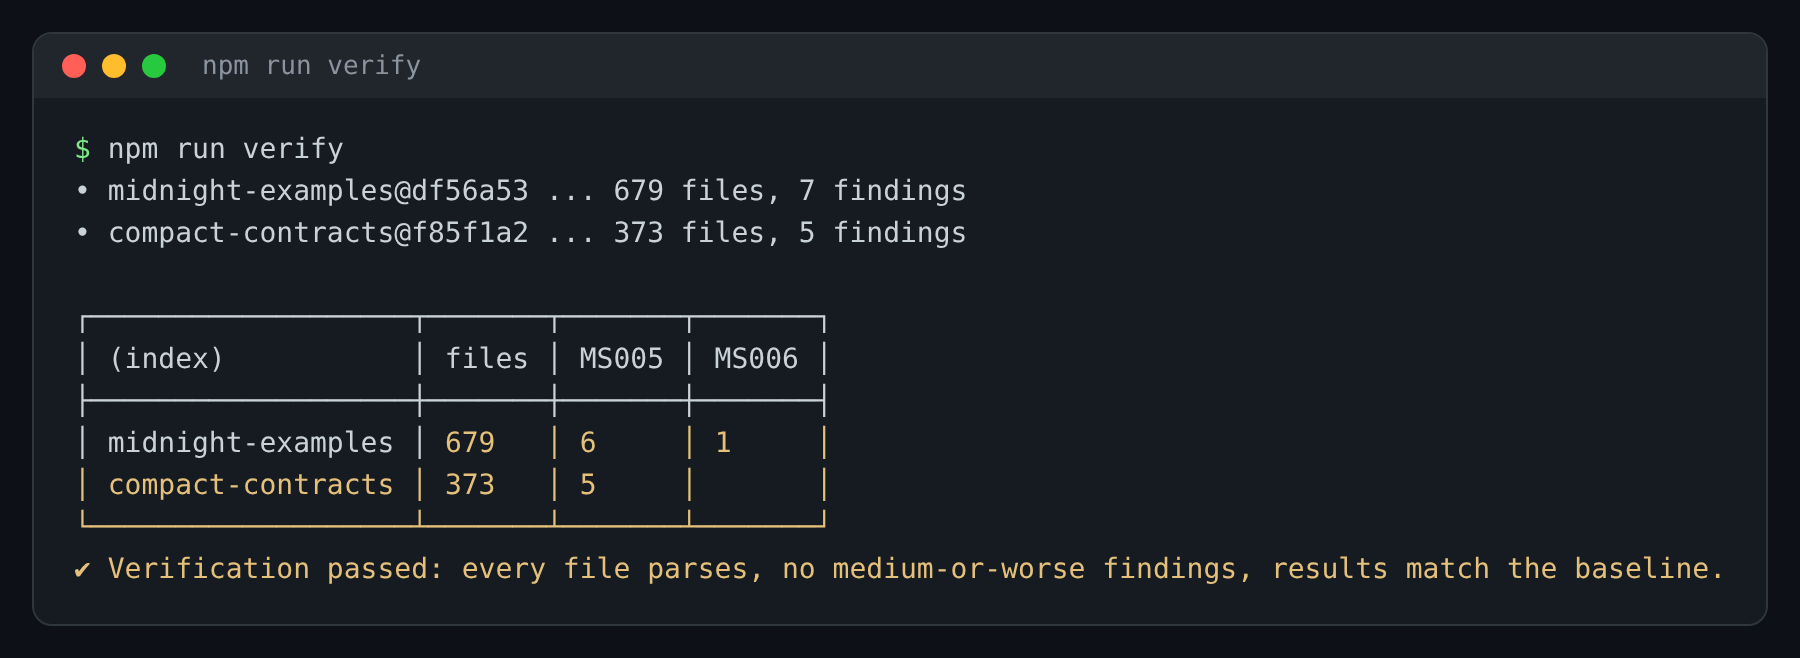 npm run verify
$ npm run verify
• midnight-examples@df56a53 ... 679 files, 7 findings
• compact-contracts@f85f1a2 ... 373 files, 5 findings
│ (index) │ files │ MS005 │ MS006 │
│ midnight-examples │ 679 │ 6 │ 1 │
│ compact-contracts │ 373 │ 5 │ │
✔ Verification passed: every file parses, no medium-or-worse findings, results match the baseline.